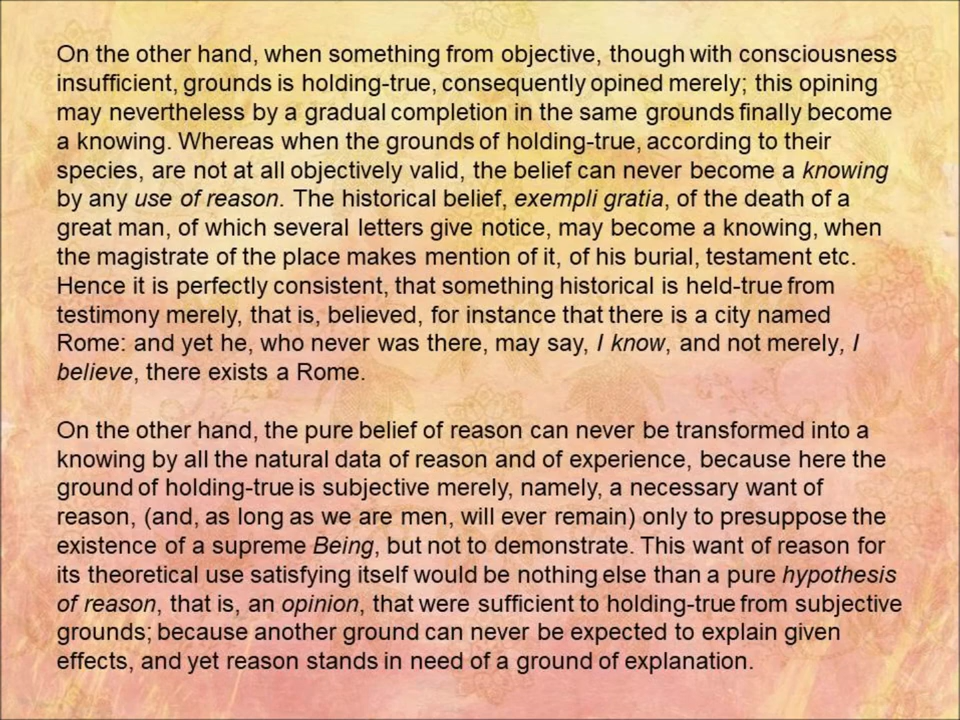 On the other hand, when something from objective, though with consciousness
insufficient, grounds is holding-true, consequently opined merely; this opining
may nevertheless by a gradual completion in the same grounds finally become
a knowing. Whereas when the grounds of holding-true, according to their
species, are not at all objectively valid, the belief can never become a knowing
by any use of reason. The historical belief, exempli gratia, of the death of a
great man, of which several letters give notice, may become a knowing, when
the magistrate of the place makes mention of it, of his burial, testament etc.
Hence it is perfectly consistent, that something historical is held-true from
testimony merely, that is, believed, for instance that there is a city named
Rome: and yet he, who never was there, may say, I know, and not merely, I
believe, there exists a Rome.
On the other hand, the pure belief of reason can never be transformed into a
knowing by all the natural data of reason and of experience, because here the
ground of holding-true is subjective merely, namely, a necessary want of
reason, (and, as long as we are men, will ever remain) only to presuppose the
existence of a supreme Being, but not to demonstrate. This want of reason for
its theoretical use satisfying itself would be nothing else than a pure hypothesis
of reason, that is, an opinion, that were sufficient to holding-true from subjective
grounds; because another ground can never be expected to explain given
effects, and yet reason stands in need of a ground of explanation.